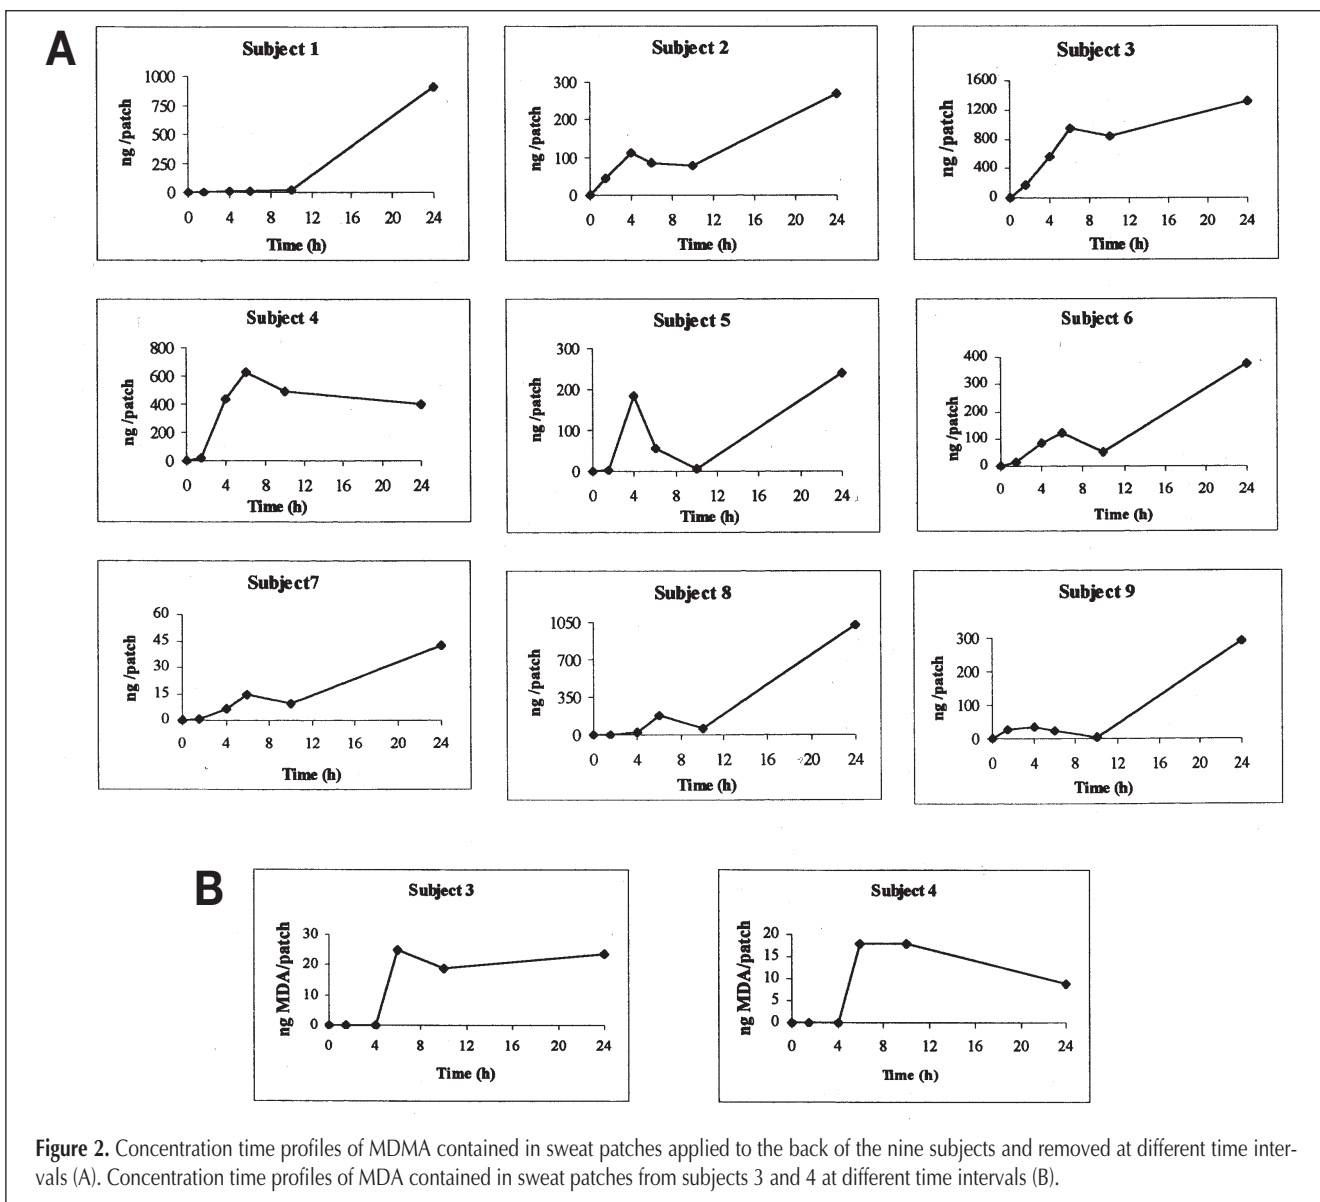 A
Subject 1
1000
750
500
250
0
ng /patch
0 4 8 12 16 20 24
Time (h)
Subject 2
300
200
100
0
ng /patch
0 4 8 12 16 20 24
Time (h)
Subject 3
1600
1200
800
400
0
ng /patch
0 4 8 12 16 20 24
Time (h)
Subject 4
800
600
400
200
0
ng /patch
0 4 8 12 16 20 24
Time (h)
Subject 5
300
200
100
0
ng /patch
0 4 8 12 16 20 24
Time (h)
Subject 6
400
300
200
100
0
ng /patch
0 4 8 12 16 20 24
Time (h)
Subject7
60
45
30
15
0
ng /patch
0 4 8 12 16 20 24
Time (h)
Subject 8
1050
700
350
0
ng /patch
0 4 8 12 16 20 24
Time (h)
Subject 9
300
200
100
0
ng /patch
0 4 8 12 16 20 24
Time (h)
B
Subject 3
30
20
10
0
ng MDA/patch
0 4 8 12 16 20 24
Time (h)
Subject 4
20
15
10
5
0
ng MDA/patch
0 4 8 12 16 20 24
Time (h)
Figure 2. Concentration time profiles of MDMA contained in sweat patches applied to the back of the nine subjects and removed at different time inter-
vals (A). Concentration time profiles of MDA contained in sweat patches from subjects 3 and 4 at different time intervals (B).